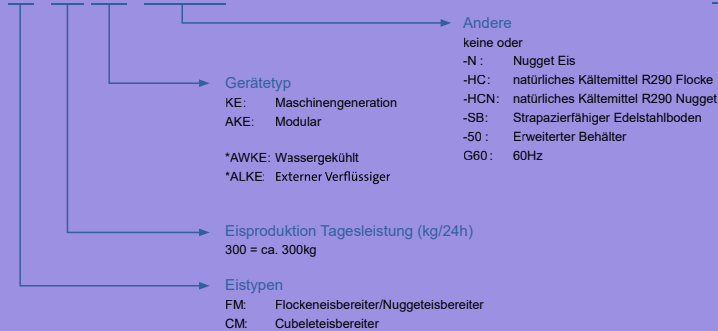 Andere
keine oder
-N : Nugget Eis
-HC: natürliches Kältemittel R290 Flocke
-HCN: natürliches Kältemittel R290 Nugget
-SB: Strapazierfähiger Edelstahlboden
-50 : Erweiterter Behälter
G60 : 60Hz
Gerätetyp
KE: Maschinengeneration
AKE: Modular
*AWKE: Wassergekühlt
*ALKE: Externer Verflüssiger
Eisproduktion Tagesleistung (kg/24h)
300 = ca. 300kg
Eistypen
FM: Flockeneisbereiter/Nuggeteisbereiter
CM: Cubeleteisbereiter